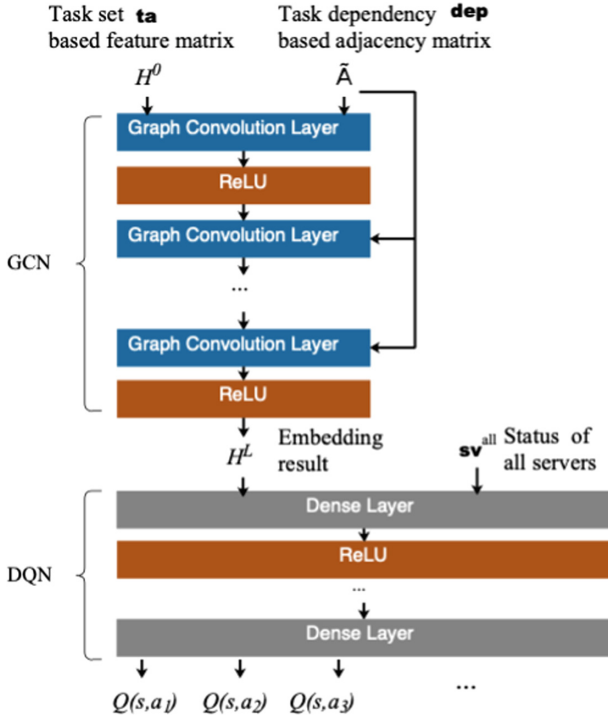 Task set ta
based feature matrix
Task dependency dep
based adjacency matrix
H⁰
Ã
Graph Convolution Layer
ReLU
Graph Convolution Layer
...
Graph Convolution Layer
ReLU
GCN
Hᴸ
Embedding
result
sv^all Status of
all servers
Dense Layer
ReLU
...
Dense Layer
DQN
Q(s,a₁) Q(s,a₂) Q(s,a₃) ...